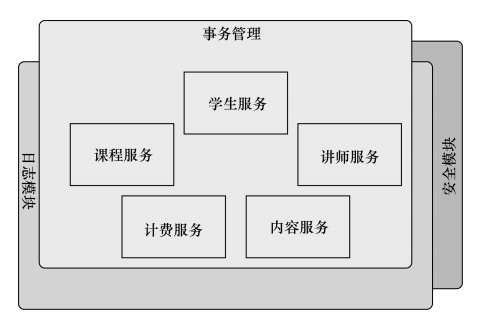 事务管理
学生服务
课程服务
讲师服务
计费服务
内容服务
日志模块
安全模块